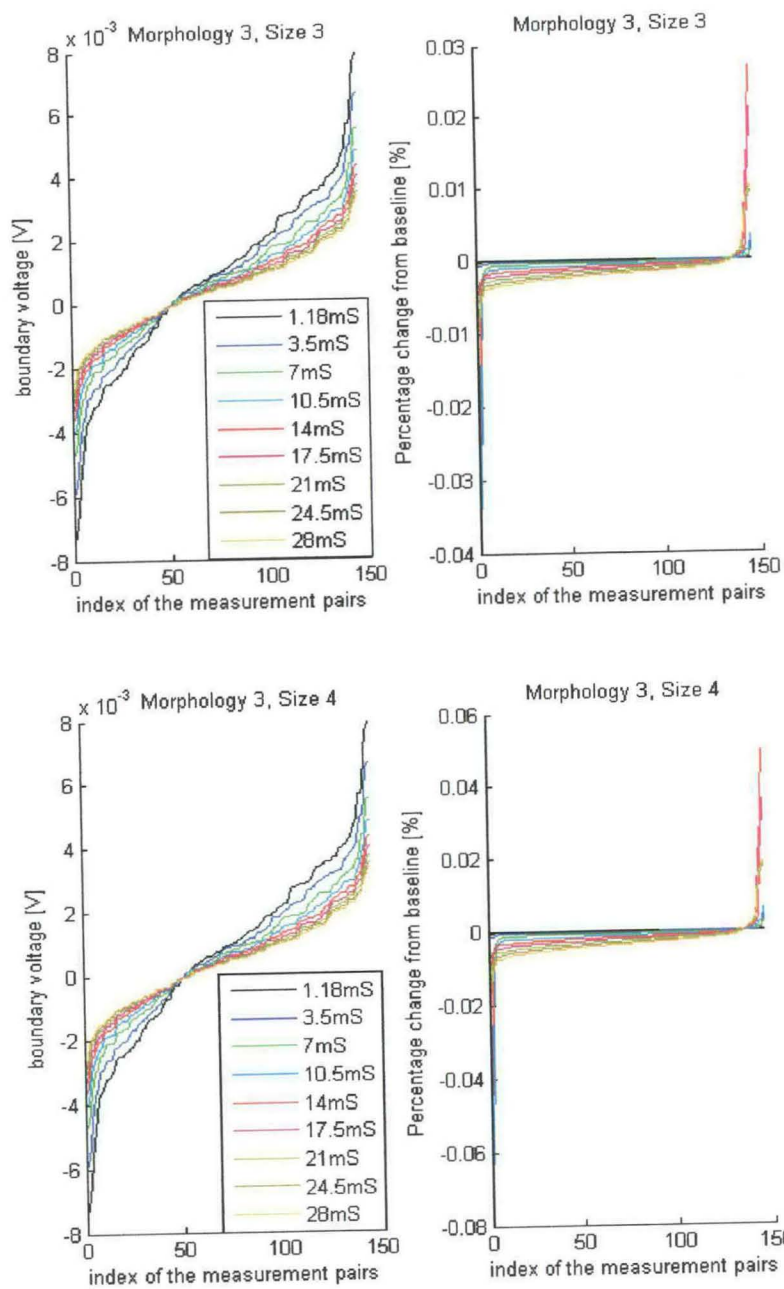 Morphology 3, Size 3
x 10-3
8
6
4
2
0
-2
-4
-6
-8
boundary voltage [V]
1.18mS
3.5mS
7mS
10.5mS
14mS
17.5mS
21mS
24.5mS
28mS
0 50 100 150
index of the measurement pairs
Morphology 3, Size 3
0.03
0.02
0.01
0
-0.01
-0.02
-0.03
-0.04
Percentage change from baseline [%]
0 50 100 150
index of the measurement pairs
Morphology 3, Size 4
x 10-3
8
6
4
2
0
-2
-4
-6
-8
boundary voltage [V]
1.18mS
3.5mS
7mS
10.5mS
14mS
17.5mS
21mS
24.5mS
28mS
0 50 100 150
index of the measurement pairs
Morphology 3, Size 4
0.06
0.04
0.02
0
-0.02
-0.04
-0.06
-0.08
Percentage change from baseline [%]
0 50 100 150
index of the measurement pairs